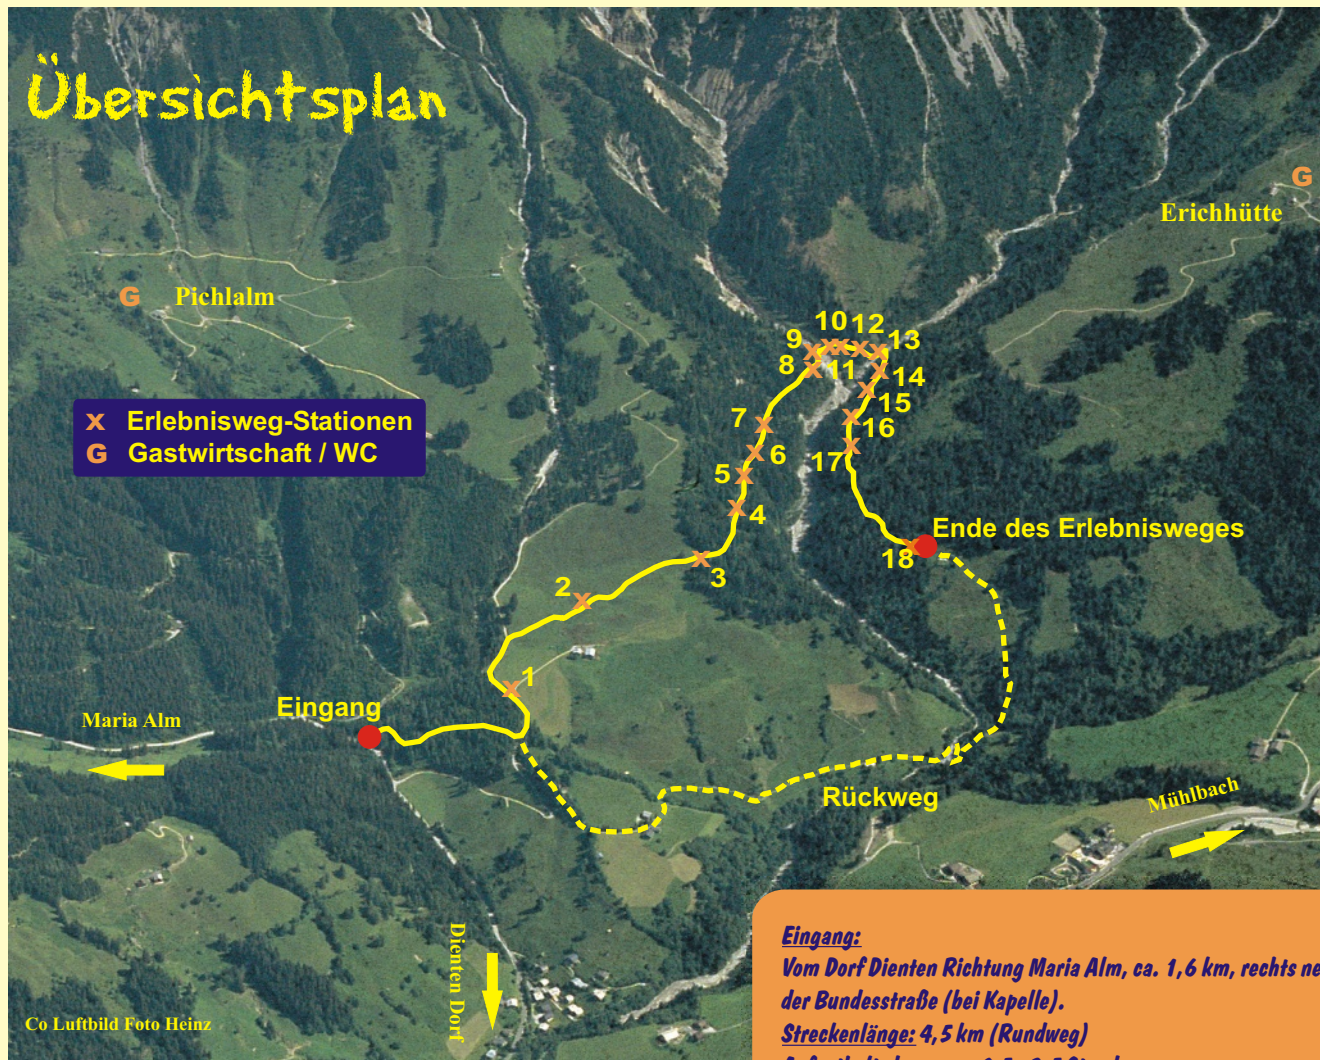 Übersichtsplan
G
Erichhütte
G Pichlalm
x Erlebnisweg-Stationen
G Gastwirtschaft / WC
10 12
9 13
8 11 14
15
7 16
6 17
5
4
Ende des Erlebnisweges
18
3
2
1
Eingang
Maria Alm
Rückweg
Mühlbach
Dienten Dorf
Eingang:
Vom Dorf Dienten Richtung Maria Alm, ca. 1,6 km, rechts ne
der Bundesstraße (bei Kapelle).
Streckenlänge: 4,5 km (Rundweg)
Co Luftbild Foto Heinz